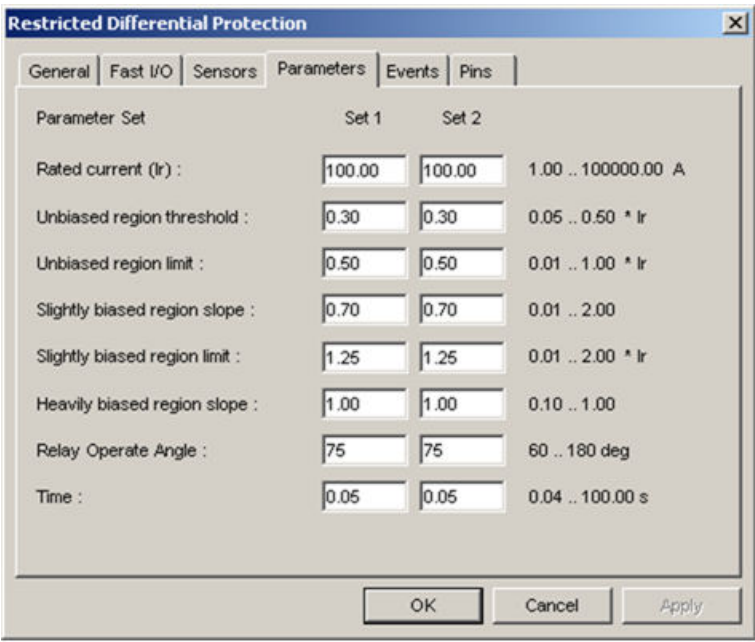 Restricted Differential Protection
General Fast I/O Sensors Parameters Events Pins
Parameter Set Set 1 Set 2
Rated current (Ir) : 100.00 100.00 1.00 .. 100000.00 A
Unbiased region threshold : 0.30 0.30 0.05 .. 0.50 * Ir
Unbiased region limit : 0.50 0.50 0.01 .. 1.00 * Ir
Slightly biased region slope : 0.70 0.70 0.01 .. 2.00
Slightly biased region limit : 1.25 1.25 0.01 .. 2.00 * Ir
Heavily biased region slope : 1.00 1.00 0.10 .. 1.00
Relay Operate Angle : 75 75 60 .. 180 deg
Time : 0.05 0.05 0.04 .. 100.00 s
OK Cancel Apply